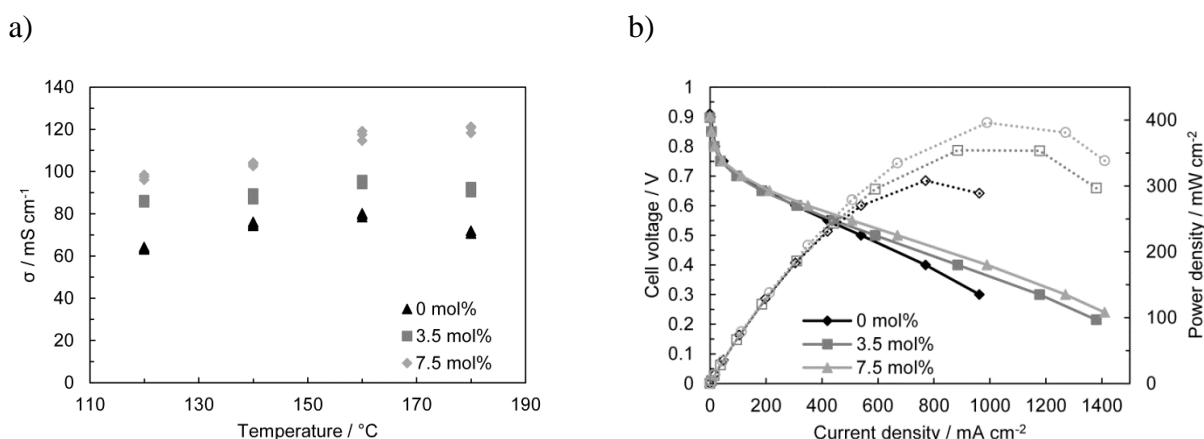 a)
b)
140
120
100
80
60
40
20
0
σ / mS cm⁻¹
110
130
150
170
190
Temperature / °C
0 mol%
3.5 mol%
7.5 mol%
1
0.9
0.8
0.7
0.6
0.5
0.4
0.3
0.2
0.1
0
Cell voltage / V
0
200
400
600
800
1000
1200
1400
Current density / mA cm⁻²
400
300
200
100
0
Power density / mW cm⁻²
0 mol%
3.5 mol%
7.5 mol%